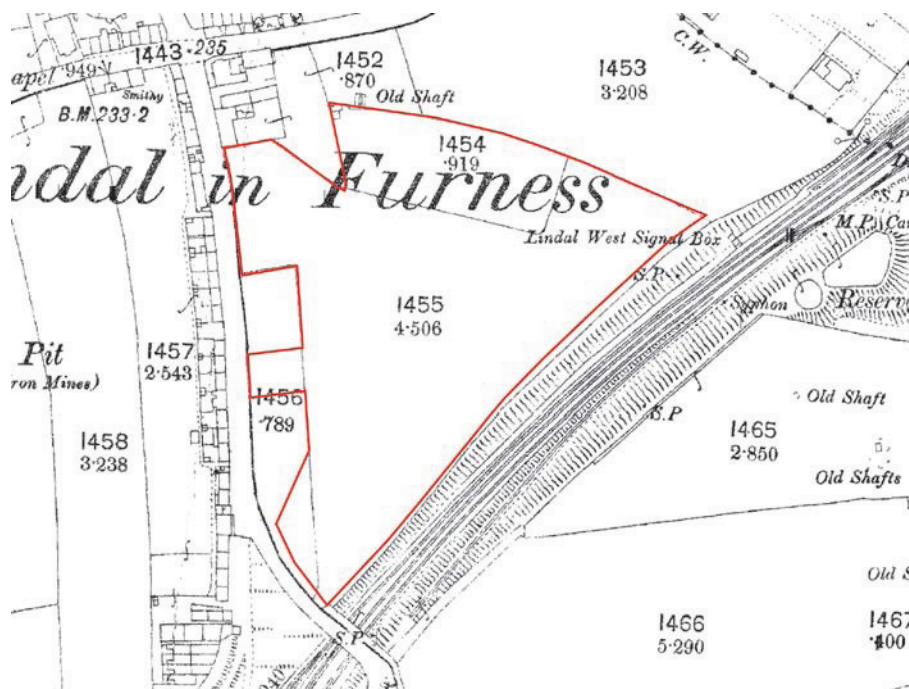 1443 ·235
1452
·870
C.W.
1453
3·208
apel 949
Smithy
B.M.233·2
Old Shaft
1454
·919
ndal in Furness
S.P
M.P.
Lindal West Signal Box
S.P.
Syphon
Reserv
1455
4·506
Pit
ron Mines)
1457
2·543
1456
·789
S.P
Old Shaft
1458
3·238
1465
2·850
Old Shafts
Old S
S.P
1466
5·290
1467
·400